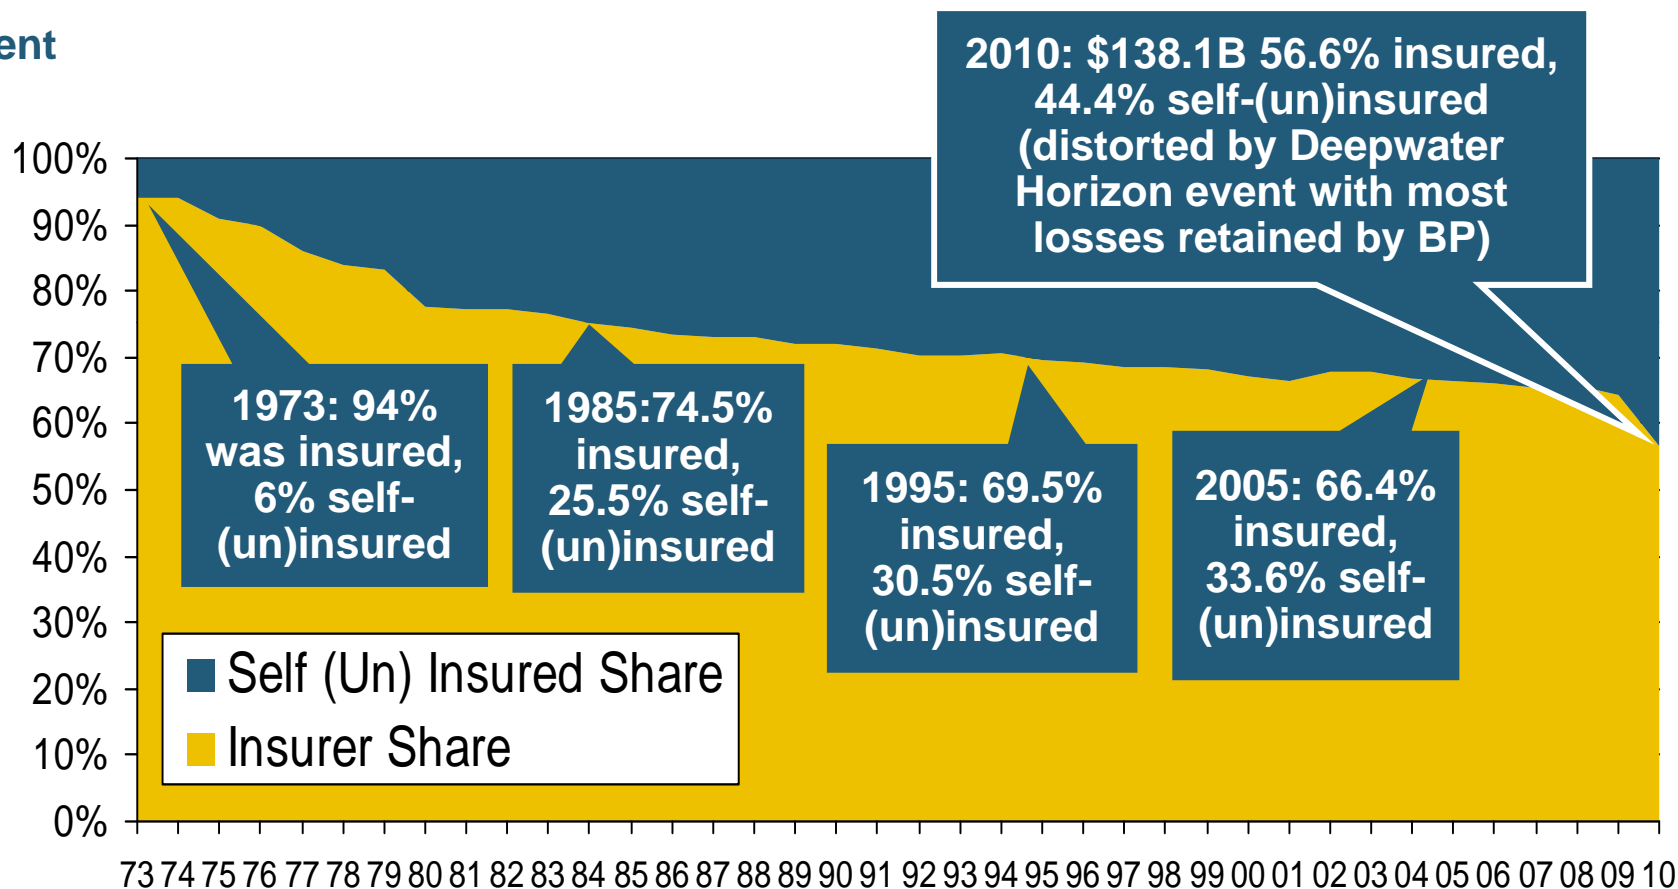 ent
2010: $138.1B 56.6% insured,
44.4% self-(un)insured
(distorted by Deepwater
Horizon event with most
losses retained by BP)
100%
90%
80%
70%
60%
50%
40%
30%
20%
10%
0%
1973: 94%
was insured,
6% self-
(un)insured
1985:74.5%
insured,
25.5% self-
(un)insured
1995: 69.5%
insured,
30.5% self-
(un)insured
2005: 66.4%
insured,
33.6% self-
(un)insured
Self (Un) Insured Share
Insurer Share
73 74 75 76 77 78 79 80 81 82 83 84 85 86 87 88 89 90 91 92 93 94 95 96 97 98 99 00 01 02 03 04 05 06 07 08 09 10